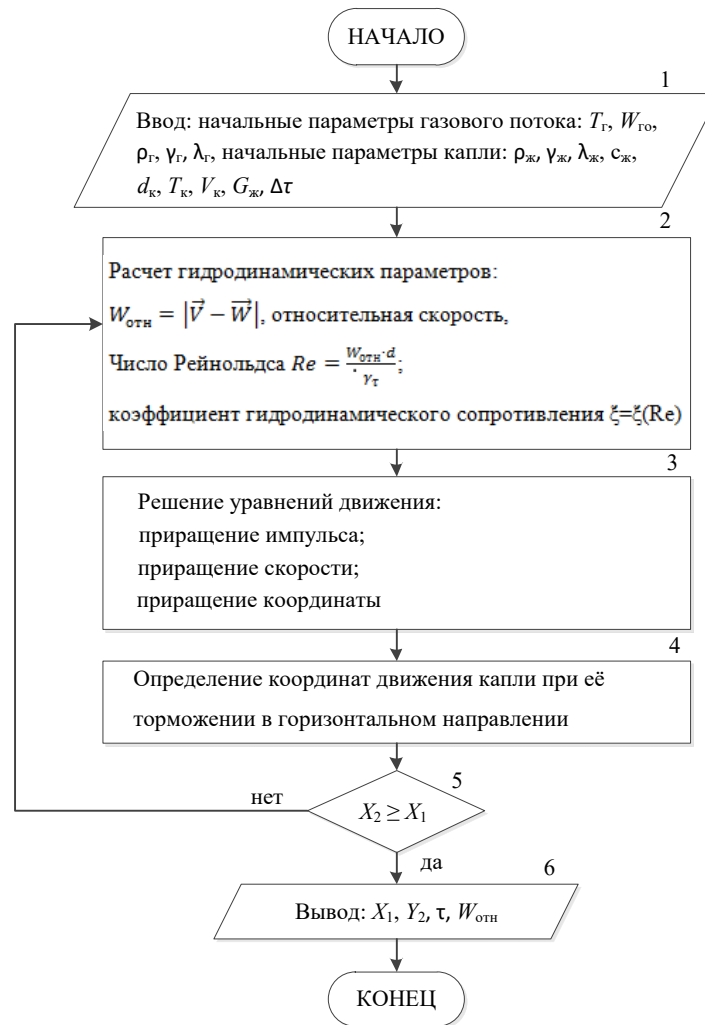 НАЧАЛО
1
Ввод: начальные параметры газового потока: Tг, Wго,
ρг, γг, λг, начальные параметры капли: ρж, γж, λж, cж,
dк, Tк, Vк, Gж, Δτ
2
Расчет гидродинамических параметров:
Wотн = |V⃗ − W⃗|, относительная скорость,
Число Рейнольдса Re = Wотн·d / γτ;
коэффициент гидродинамического сопротивления ξ=ξ(Re)
3
Решение уравнений движения:
приращение импульса;
приращение скорости;
приращение координаты
4
Определение координат движения капли при её
торможении в горизонтальном направлении
5
нет
X2 ≥ X1
да
6
Вывод: X1, Y2, τ, Wотн
КОНЕЦ